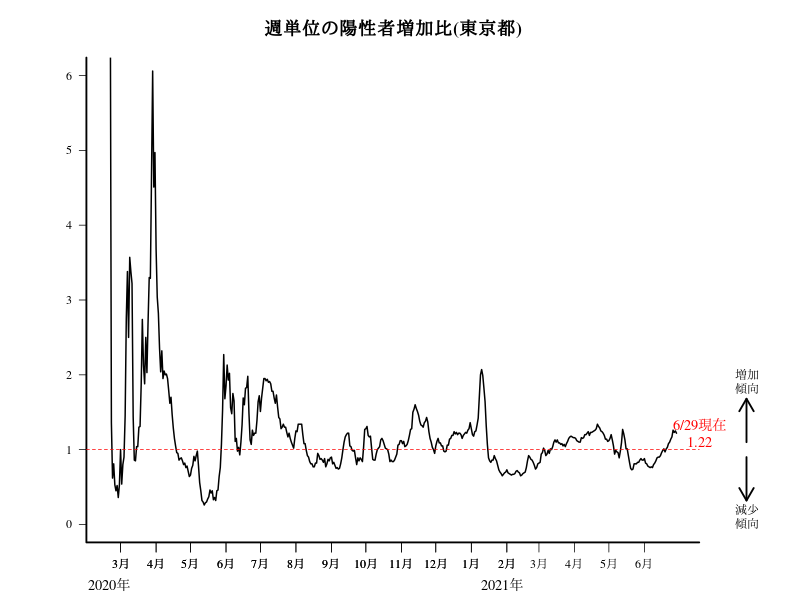 週単位の陽性者増加比(東京都)
6
5
4
3
2
1
0
増加
傾向
6/29現在
1.22
減少
傾向
3月 4月 5月 6月 7月 8月 9月 10月 11月 12月 1月 2月 3月 4月 5月 6月
2020年 2021年